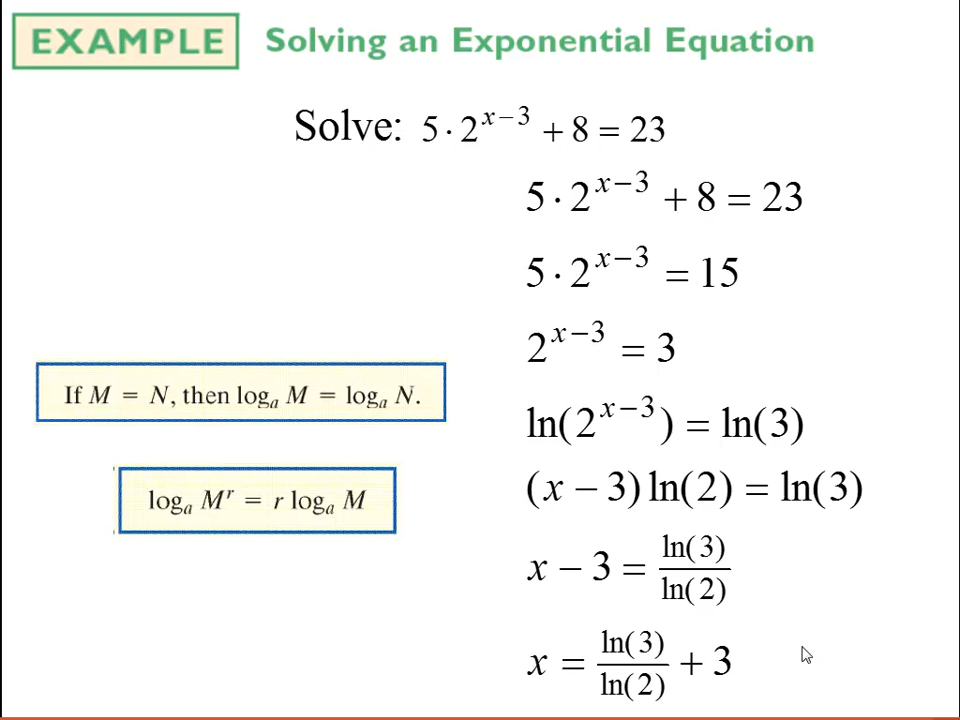 EXAMPLE Solving an Exponential Equation
Solve: 5 · 2^{x−3} + 8 = 23
5 · 2^{x−3} + 8 = 23
5 · 2^{x−3} = 15
2^{x−3} = 3
If M = N, then log_a M = log_a N.
ln(2^{x−3}) = ln(3)
(x − 3) ln(2) = ln(3)
log_a M^r = r log_a M
x − 3 = ln(3)/ln(2)
x = ln(3)/ln(2) + 3